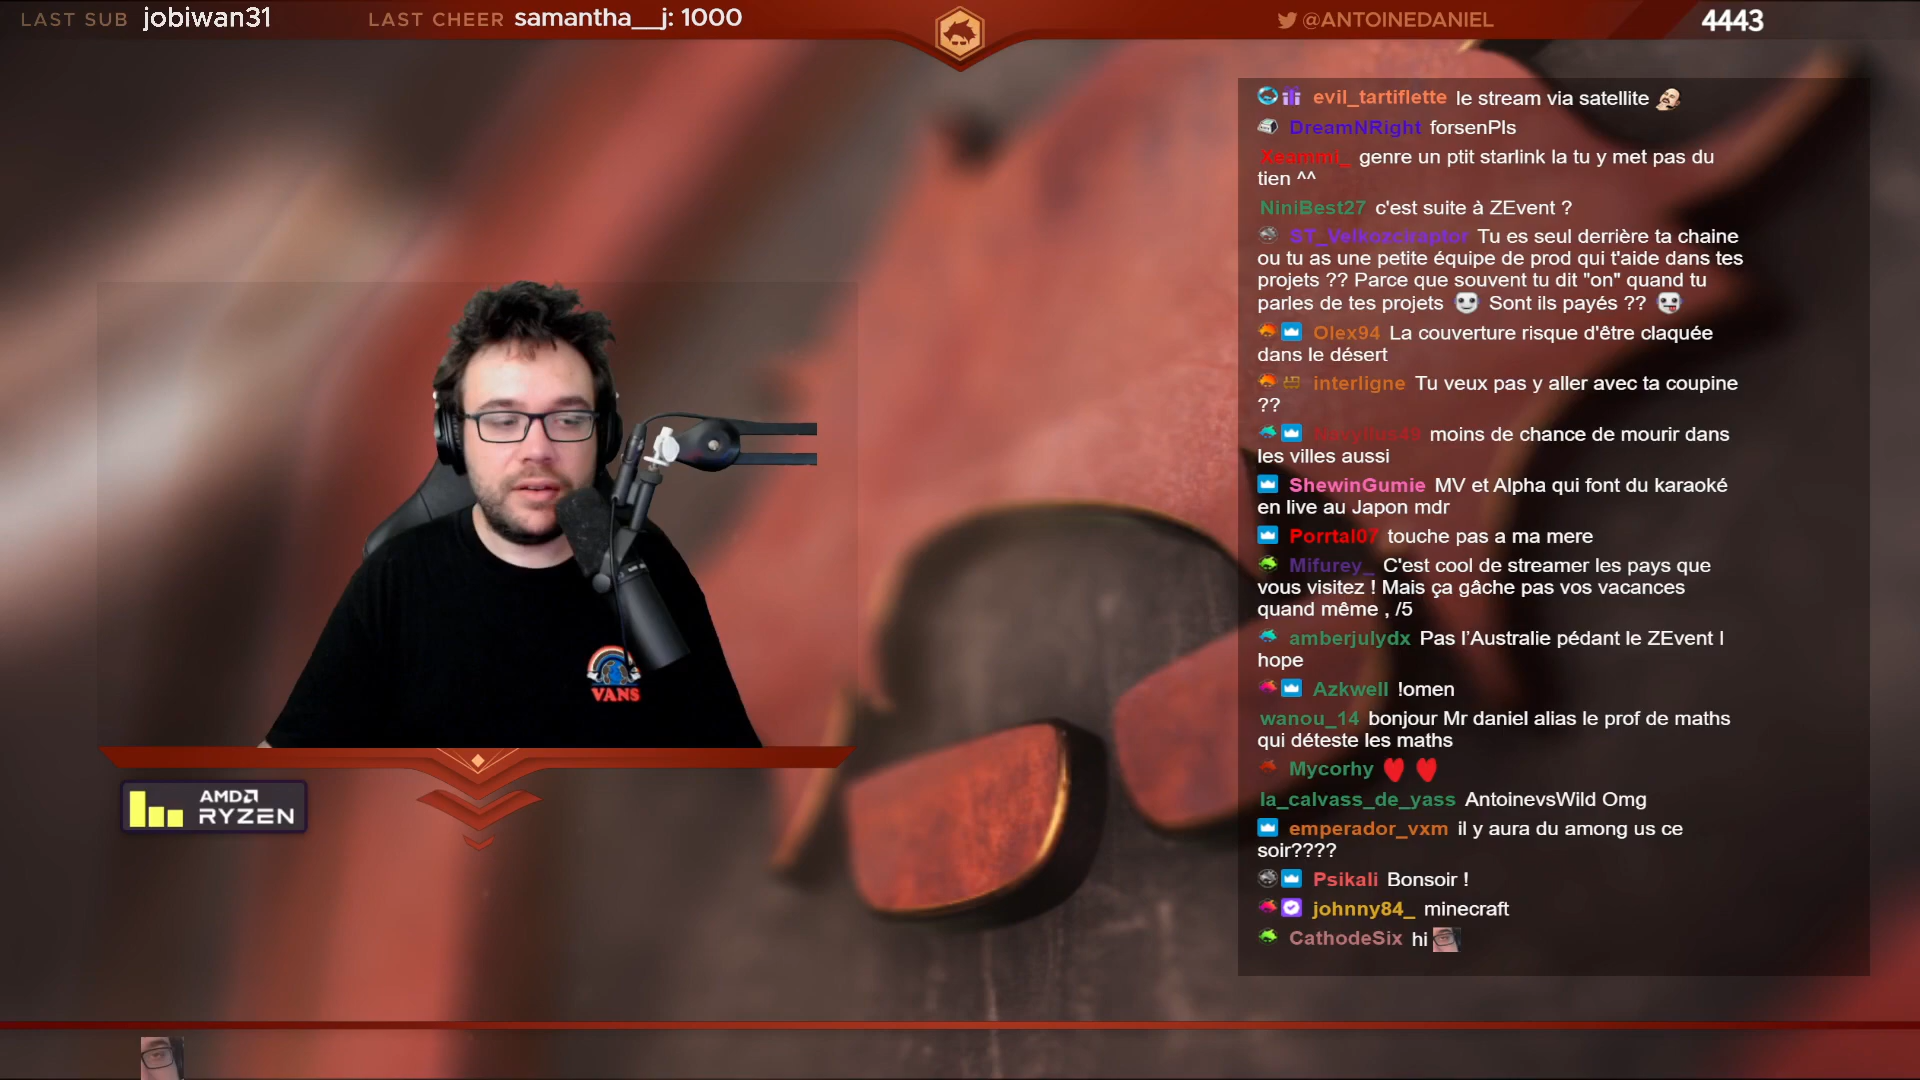 LAST SUB jobiwan31 LAST CHEER samantha__j: 1000 @ANTOINEDANIEL 4443
evil_tartiflette le stream via satellite
DreamNRight forsenPls
Xeammi_ genre un ptit starlink la tu y met pas du
tien ^^
NiniBest27 c'est suite à ZEvent ?
ST_Velkozciraptor Tu es seul derrière ta chaine
ou tu as une petite équipe de prod qui t'aide dans tes
projets ?? Parce que souvent tu dit "on" quand tu
parles de tes projets Sont ils payés ??
Olex94 La couverture risque d'être claquée
dans le désert
interligne Tu veux pas y aller avec ta coupine
??
moins de chance de mourir dans
les villes aussi
ShewinGumie MV et Alpha qui font du karaoké
en live au Japon mdr
Porrtal07 touche pas a ma mere
Mifurey_ C'est cool de streamer les pays que
vous visitez ! Mais ça gâche pas vos vacances
quand même , /5
amberjulydx Pas l'Australie pédant le ZEvent I
hope
Azkwell !omen
wanou_14 bonjour Mr daniel alias le prof de maths
qui déteste les maths
Mycorhy
la_calvass_de_yass AntoinevsWild Omg
emperador_vxm il y aura du among us ce
soir????
Psikali Bonsoir !
johnny84_ minecraft
CathodeSix hi
VANS
AMD
RYZEN